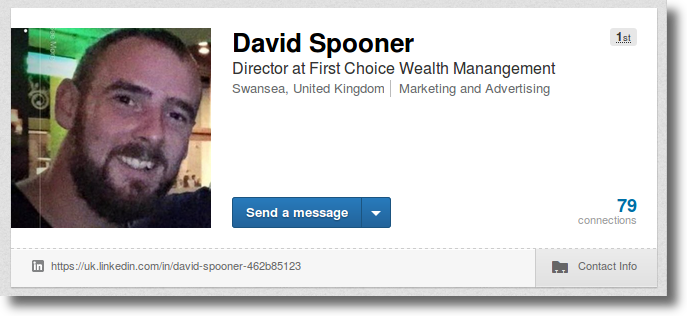 David Spooner
1st
Director at First Choice Wealth Manangement
Swansea, United Kingdom
Marketing and Advertising
Send a message
79
connections
https://uk.linkedin.com/in/david-spooner-462b85123
Contact Info